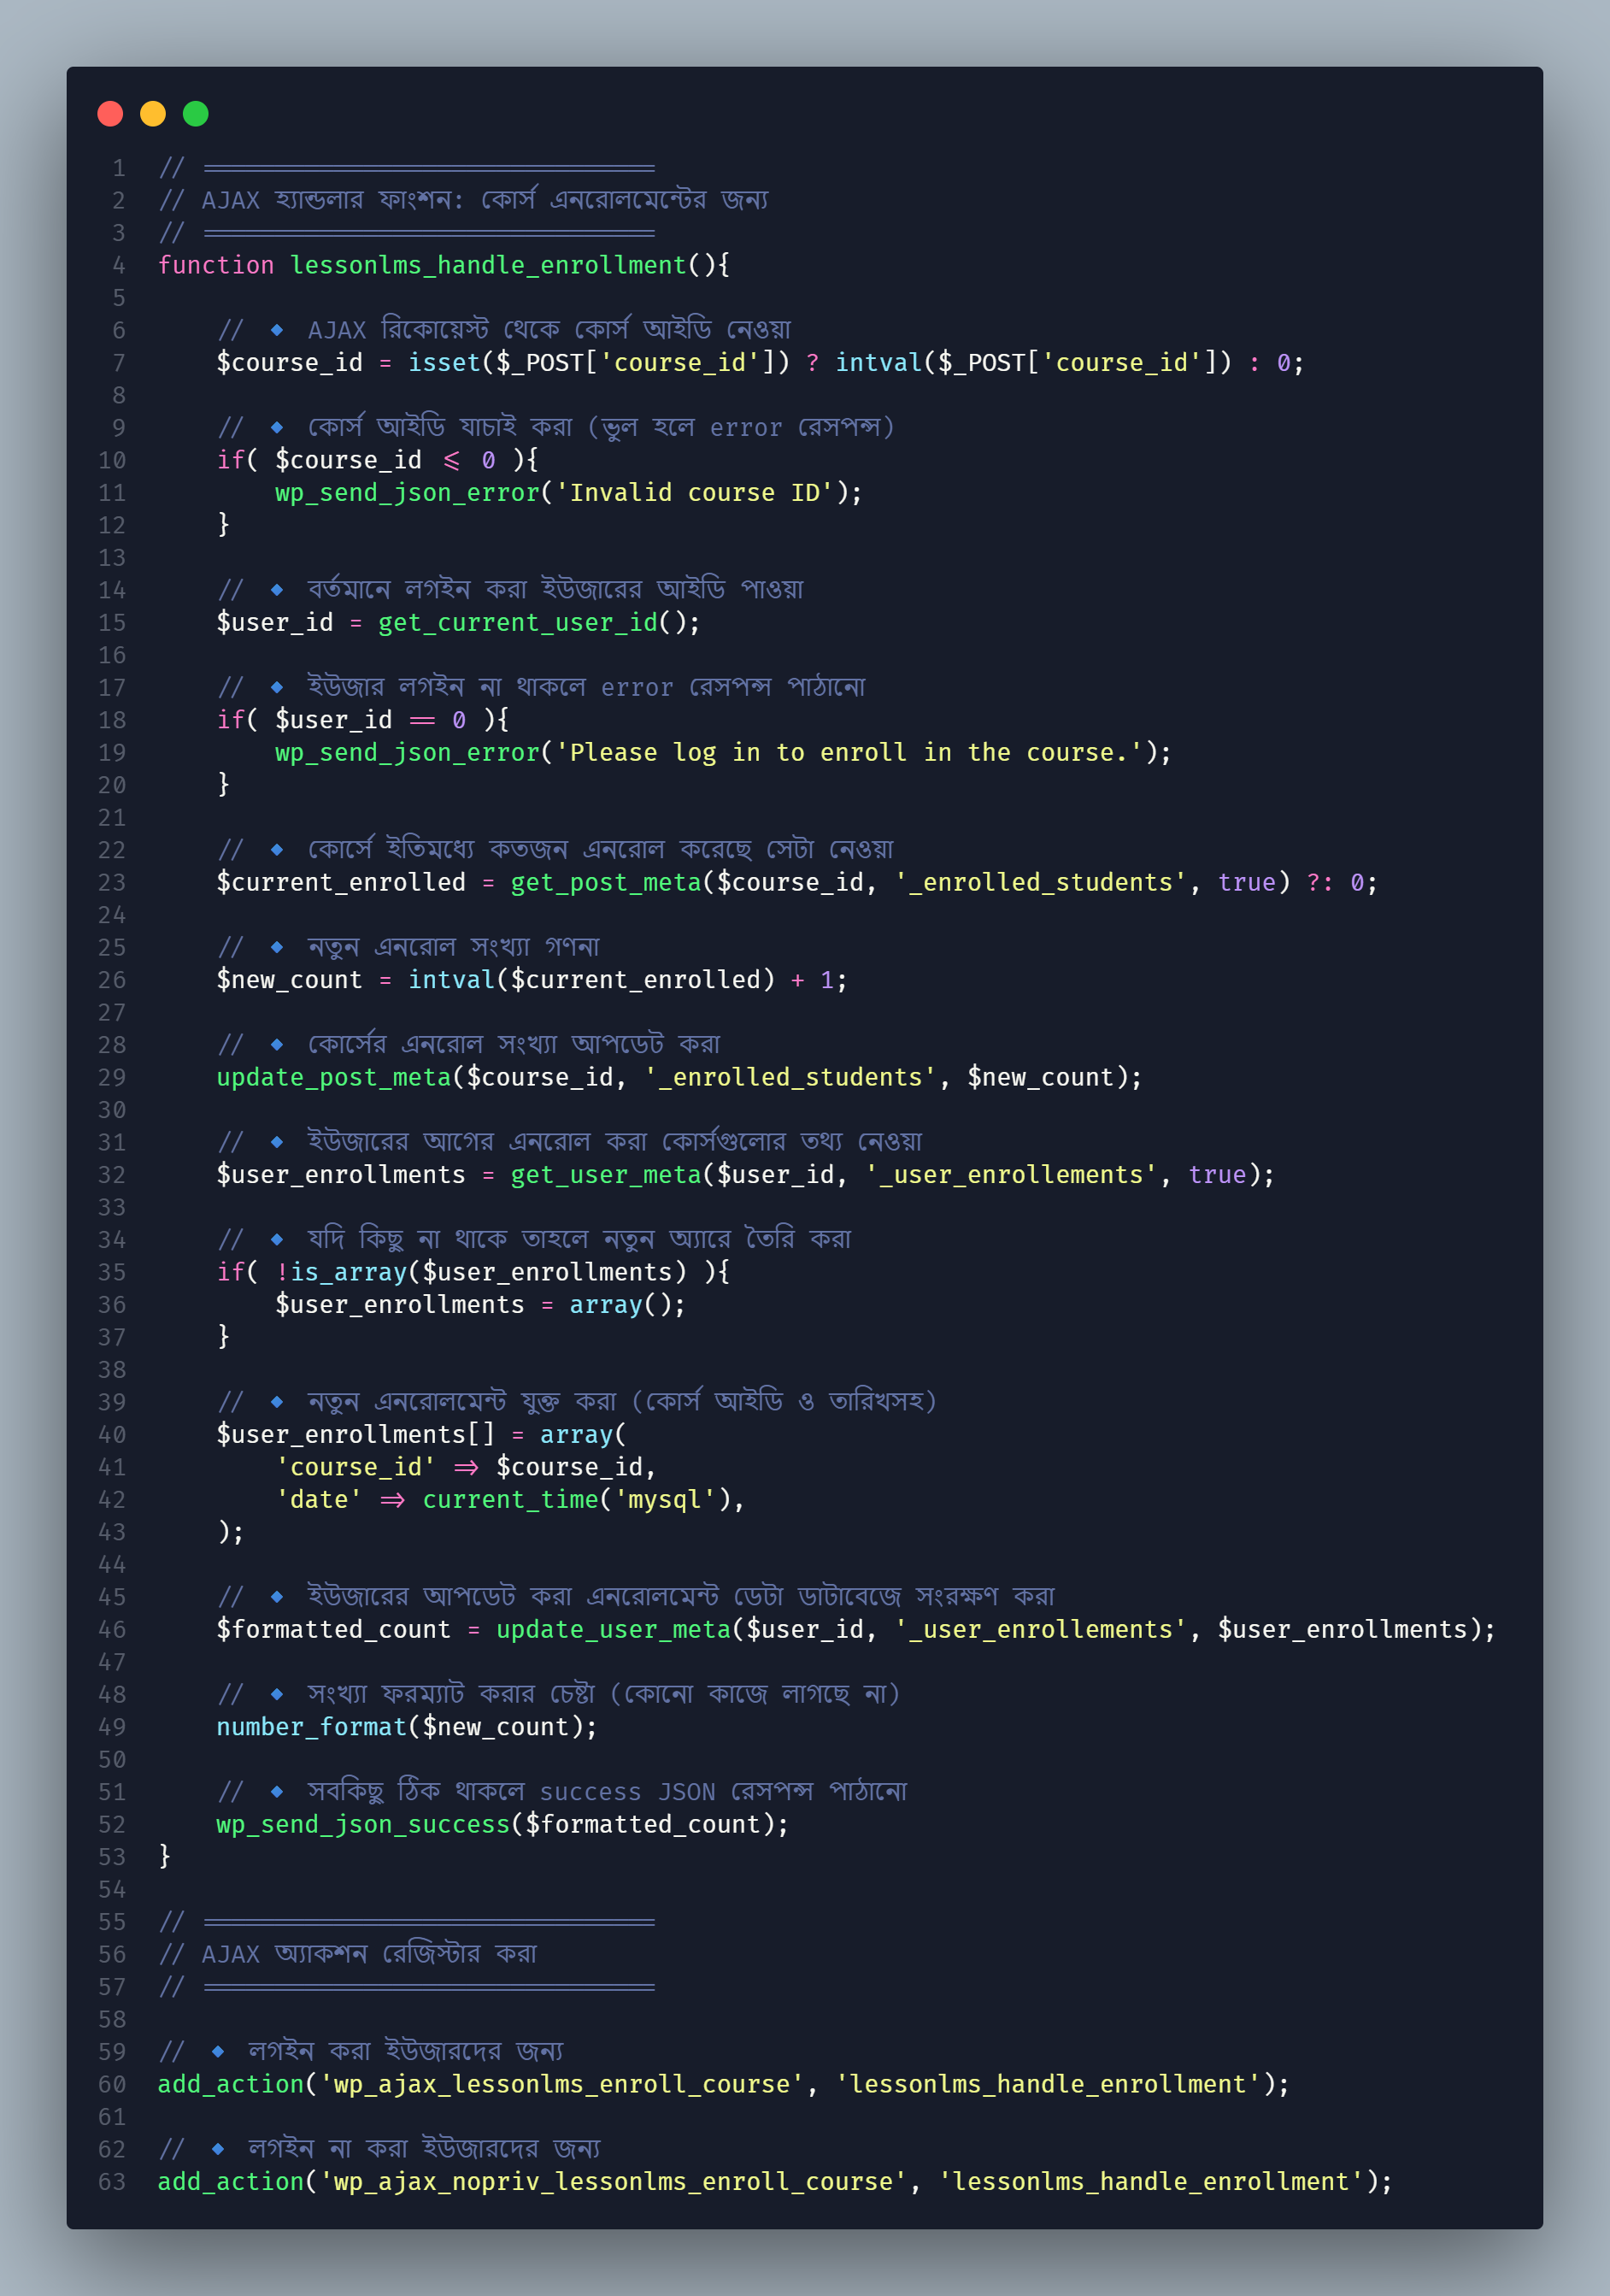 1 // ===============================
2 // AJAX হ্যান্ডলার ফাংশন: কোর্স এনরোলমেন্টের জন্য
3 // ===============================
4 function lessonlms_handle_enrollment(){
5
6 // 🔹 AJAX রিকোয়েস্ট থেকে কোর্স আইডি নেওয়া
7 $course_id = isset($_POST['course_id']) ? intval($_POST['course_id']) : 0;
8
9 // 🔹 কোর্স আইডি যাচাই করা (ভুল হলে error রেসপন্স)
10 if( $course_id <= 0 ){
11 wp_send_json_error('Invalid course ID');
12 }
13
14 // 🔹 বর্তমানে লগইন করা ইউজারের আইডি পাওয়া
15 $user_id = get_current_user_id();
16
17 // 🔹 ইউজার লগইন না থাকলে error রেসপন্স পাঠানো
18 if( $user_id == 0 ){
19 wp_send_json_error('Please log in to enroll in the course.');
20 }
21
22 // 🔹 কোর্সে ইতিমধ্যে কতজন এনরোল করেছে সেটা নেওয়া
23 $current_enrolled = get_post_meta($course_id, '_enrolled_students', true) ?: 0;
24
25 // 🔹 নতুন এনরোল সংখ্যা গণনা
26 $new_count = intval($current_enrolled) + 1;
27
28 // 🔹 কোর্সের এনরোল সংখ্যা আপডেট করা
29 update_post_meta($course_id, '_enrolled_students', $new_count);
30
31 // 🔹 ইউজারের আগের এনরোল করা কোর্সগুলোর তথ্য নেওয়া
32 $user_enrollments = get_user_meta($user_id, '_user_enrollements', true);
33
34 // 🔹 যদি কিছু না থাকে তাহলে নতুন অ্যারে তৈরি করা
35 if( !is_array($user_enrollments) ){
36 $user_enrollments = array();
37 }
38
39 // 🔹 নতুন এনরোলমেন্ট যুক্ত করা (কোর্স আইডি ও তারিখসহ)
40 $user_enrollments[] = array(
41 'course_id' => $course_id,
42 'date' => current_time('mysql'),
43 );
44
45 // 🔹 ইউজারের আপডেট করা এনরোলমেন্ট ডেটা ডাটাবেজে সংরক্ষণ করা
46 $formatted_count = update_user_meta($user_id, '_user_enrollements', $user_enrollments);
47
48 // 🔹 সংখ্যা ফরম্যাট করার চেষ্টা (কোনো কাজে লাগছে না)
49 number_format($new_count);
50
51 // 🔹 সবকিছু ঠিক থাকলে success JSON রেসপন্স পাঠানো
52 wp_send_json_success($formatted_count);
53 }
54
55 // ===============================
56 // AJAX অ্যাকশন রেজিস্টার করা
57 // ===============================
58
59 // 🔹 লগইন করা ইউজারদের জন্য
60 add_action('wp_ajax_lessonlms_enroll_course', 'lessonlms_handle_enrollment');
61
62 // 🔹 লগইন না করা ইউজারদের জন্য
63 add_action('wp_ajax_nopriv_lessonlms_enroll_course', 'lessonlms_handle_enrollment');